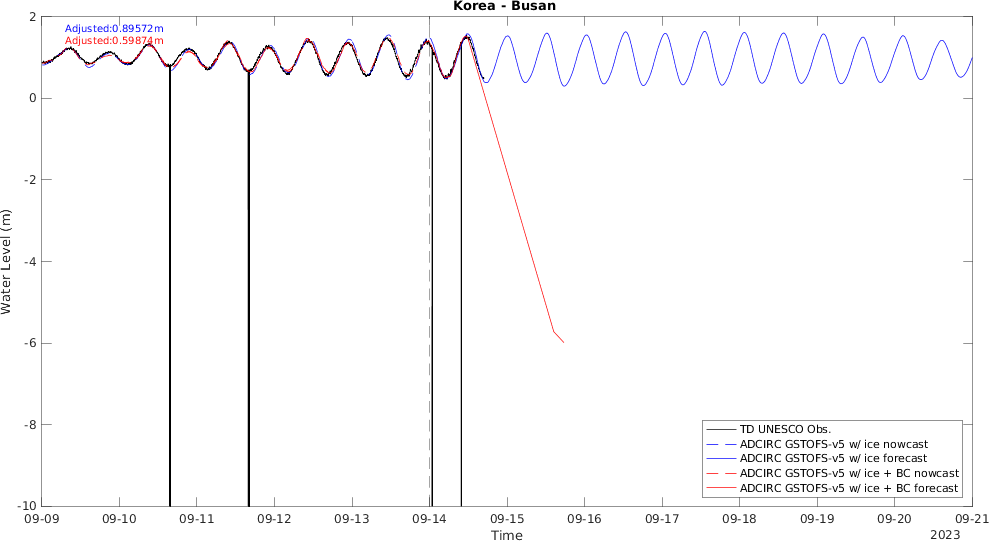 Korea - Busan
Adjusted:0.89572m
Adjusted:0.59874m
2
0
-2
-4
-6
-8
-10
Water Level (m)
09-09 09-10 09-11 09-12 09-13 09-14 09-15 09-16 09-17 09-18 09-19 09-20 09-21
Time
2023
TD UNESCO Obs.
ADCIRC GSTOFS-v5 w/ ice nowcast
ADCIRC GSTOFS-v5 w/ ice forecast
ADCIRC GSTOFS-v5 w/ ice + BC nowcast
ADCIRC GSTOFS-v5 w/ ice + BC forecast